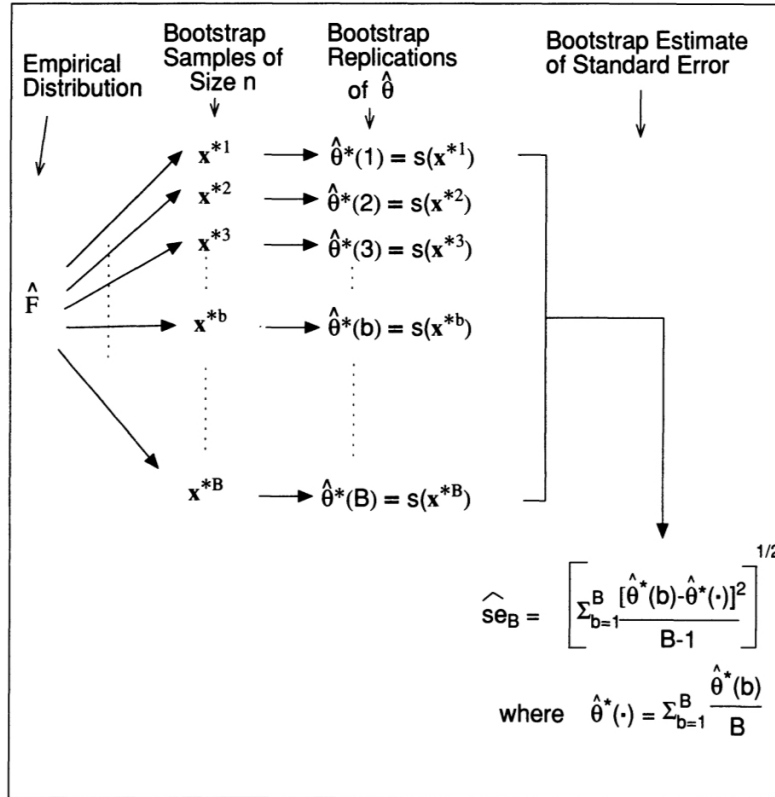 Empirical
Distribution
Bootstrap
Samples of
Size n
Bootstrap
Replications
of θ̂
Bootstrap Estimate
of Standard Error
F̂
x*1
θ̂*(1) = s(x*1)
x*2
θ̂*(2) = s(x*2)
x*3
θ̂*(3) = s(x*3)
x*b
θ̂*(b) = s(x*b)
x*B
θ̂*(B) = s(x*B)
ŝe_B = [Σ_{b=1}^{B} [θ̂*(b)-θ̂*(·)]² / B-1]^{1/2}
where θ̂*(·) = Σ_{b=1}^{B} θ̂*(b) / B